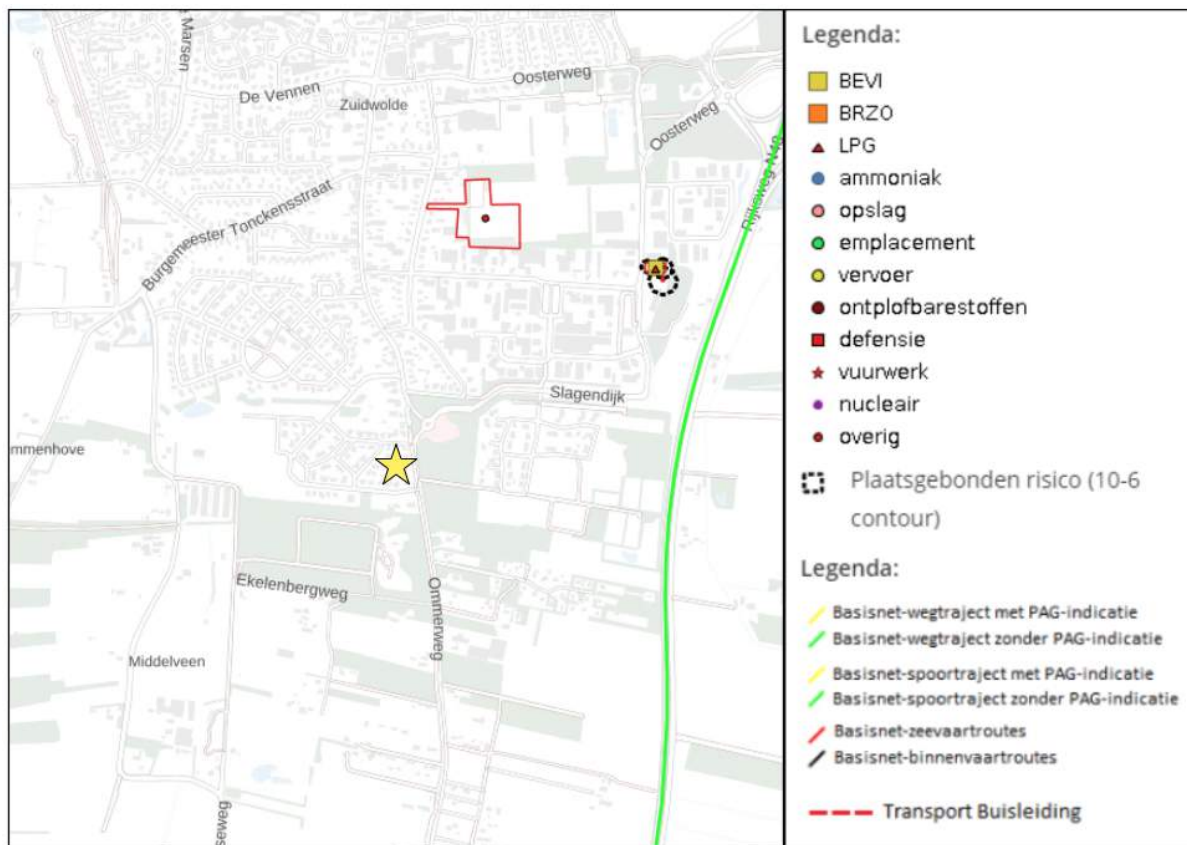 Marsen
De Vennen
Oosterweg
Zuidwolde
Oosterweg
Rijksweg N48
Burgemeester Tonckensstraat
Slagendijk
mmenhove
Ekelenbergweg
Ommerweg
Middelveen
seweg
Legenda:
BEVI
BRZO
LPG
ammoniak
opslag
emplacement
vervoer
ontplofbarestoffen
defensie
vuurwerk
nucleair
overig
Plaatsgebonden risico (10-6
contour)
Legenda:
Basisnet-wegtraject met PAG-indicatie
Basisnet-wegtraject zonder PAG-indicatie
Basisnet-spoortraject met PAG-indicatie
Basisnet-spoortraject zonder PAG-indicatie
Basisnet-zeevaartroutes
Basisnet-binnenvaartroutes
Transport Buisleiding